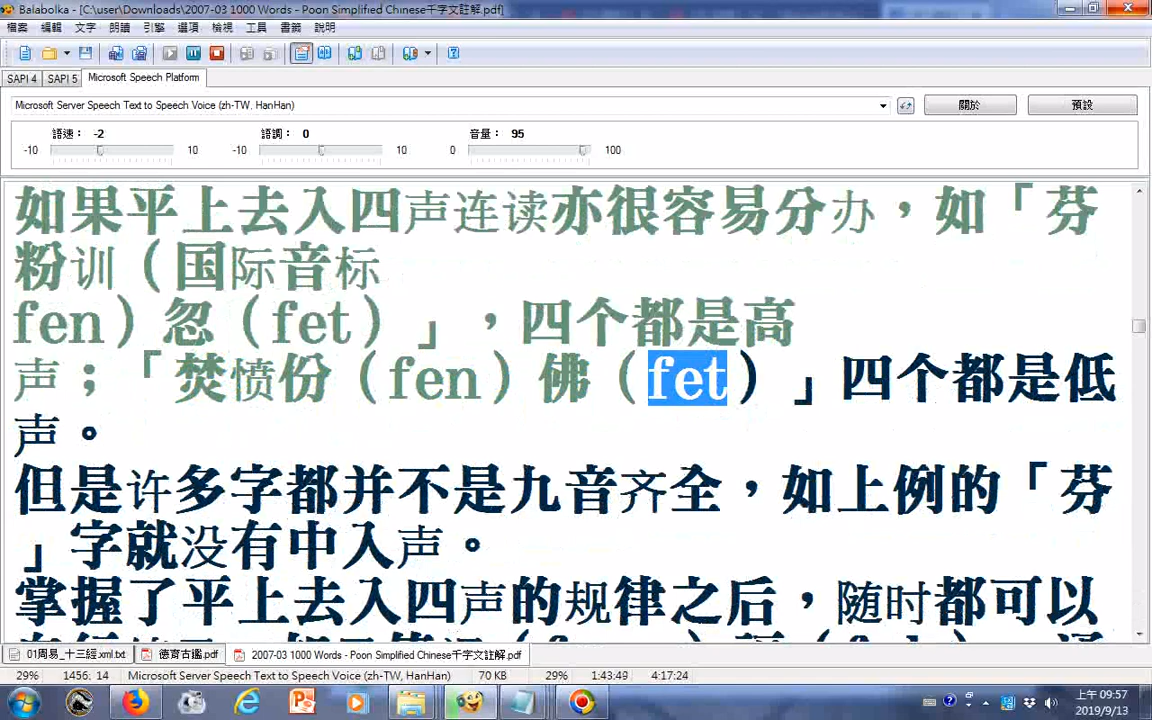 Balabolka - [C:\user\Downloads\2007-03 1000 Words - Poon Simplified Chinese千字文註解.pdf]
檔案 編輯 文字 朗讀 引擎 選項 檢視 工具 書籤 說明
SAPI 4 SAPI 5 Microsoft Speech Platform
Microsoft Server Speech Text to Speech Voice (zh-TW, HanHan) 關於 預設
語速： -2 語調： 0 音量： 95
-10 10 -10 10 0 100
如果平上去入四声连读亦很容易分办，如「芬
粉训（国际音标
fen）忽（fet）」，四个都是高
声；「焚愤份（fen）佛（fet）」四个都是低
声。
但是许多字都并不是九音齐全，如上例的「芬
」字就没有中入声。
掌握了平上去入四声的规律之后，随时都可以
01周易_十三經.xml.txt 德育古鑑.pdf 2007-03 1000 Words - Poon Simplified Chinese千字文註解.pdf
29% 1456: 14 Microsoft Server Speech Text to Speech Voice (zh-TW, HanHan) 70 KB 29% 1:43:49 4:17:24
上午 09:57
2019/9/13